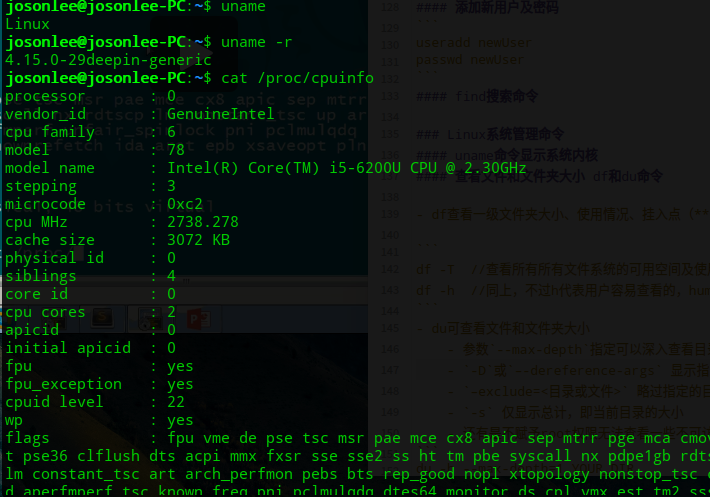 josonlee@josonlee-PC:~$ uname
Linux
josonlee@josonlee-PC:~$ uname -r
4.15.0-29deepin-generic
josonlee@josonlee-PC:~$ cat /proc/cpuinfo
processor : 0
vendor_id : GenuineIntel
cpu family : 6
model : 78
model name : Intel(R) Core(TM) i5-6200U CPU @ 2.30GHz
stepping : 3
microcode : 0xc2
cpu MHz : 2738.278
cache size : 3072 KB
physical id : 0
siblings : 4
core id : 0
cpu cores : 2
apicid : 0
initial apicid : 0
fpu : yes
fpu_exception : yes
cpuid level : 22
wp : yes
flags : fpu vme de pse tsc msr pae mce cx8 apic sep mtrr pge mca cmov
t pse36 clflush dts acpi mmx fxsr sse sse2 ss ht tm pbe syscall nx pdpe1gb rdts
lm constant_tsc art arch_perfmon pebs bts rep_good nopl xtopology nonstop_tsc c
d aperfmperf tsc_known_freq pni pclmulqdq dtes64 monitor ds_cpl vmx est tm2 sss
#### 添加新用户及密码
useradd newUser
passwd newUser
#### find搜索命令
### Linux系统管理命令
#### uname命令显示系统内核
#### 查看文件和文件夹大小 df和du命令
- df查看一级文件夹大小、使用情况、挂入点（**
df -T //查看所有所有文件系统的可用空间及使
df -h //同上，不过h代表用户容易查看的，hum
- du可查看文件和文件夹大小
- 参数`--max-depth`指定可以深入查看目
- `-D`或`--dereference-args` 显示指
- `-exclude=<目录或文件>` 略过指定的目
- `-s` 仅显示总计，即当前目录的大小